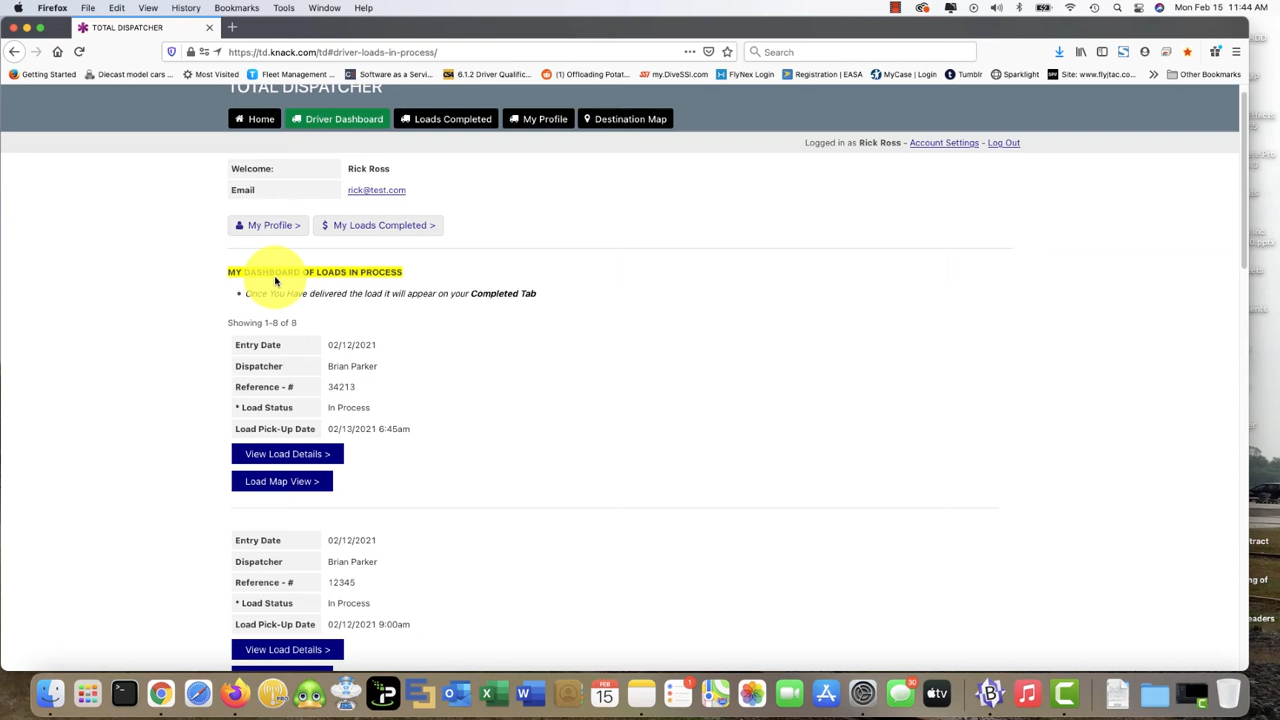 Firefox File Edit View History Bookmarks Tools Window Help Mon Feb 15 11:44 AM
TOTAL DISPATCHER
https://td.knack.com/td#driver-loads-in-process/ Search
Getting Started Diecast model cars ... Most Visited Fleet Management ... Software as a Servi... 6.1.2 Driver Qualific... (1) Offloading Potat... my.DiveSSI.com FlyNex Login Registration | EASA MyCase | Login Tumblr Sparklight Site: www.flyjtac.co... Other Bookmarks
TOTAL DISPATCHER
Home Driver Dashboard Loads Completed My Profile Destination Map
Logged in as Rick Ross - Account Settings - Log Out
Welcome: Rick Ross
Email rick@test.com
My Profile > My Loads Completed >
MY DASHBOARD OF LOADS IN PROCESS
• Once You Have delivered the load it will appear on your Completed Tab
Showing 1-8 of 8
Entry Date 02/12/2021
Dispatcher Brian Parker
Reference - # 34213
* Load Status In Process
Load Pick-Up Date 02/13/2021 6:45am
View Load Details >
Load Map View >
Entry Date 02/12/2021
Dispatcher Brian Parker
Reference - # 12345
* Load Status In Process
Load Pick-Up Date 02/12/2021 9:00am
View Load Details >
FEB
15
1
30